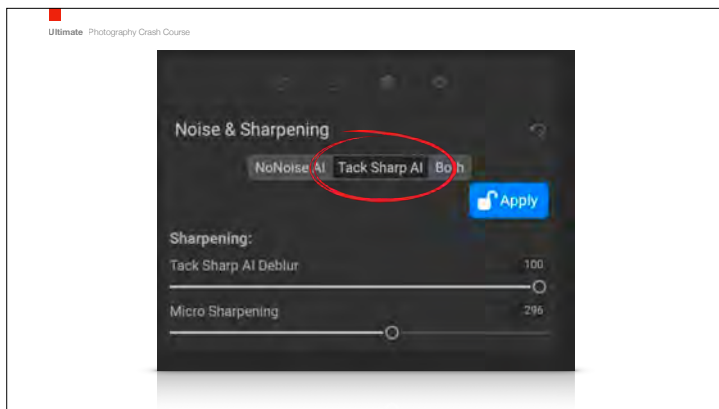 Ultimate Photography Crash Course
Noise & Sharpening
NoNoise AI Tack Sharp AI Both
Apply
Sharpening:
Tack Sharp AI Deblur 100
Micro Sharpening 296